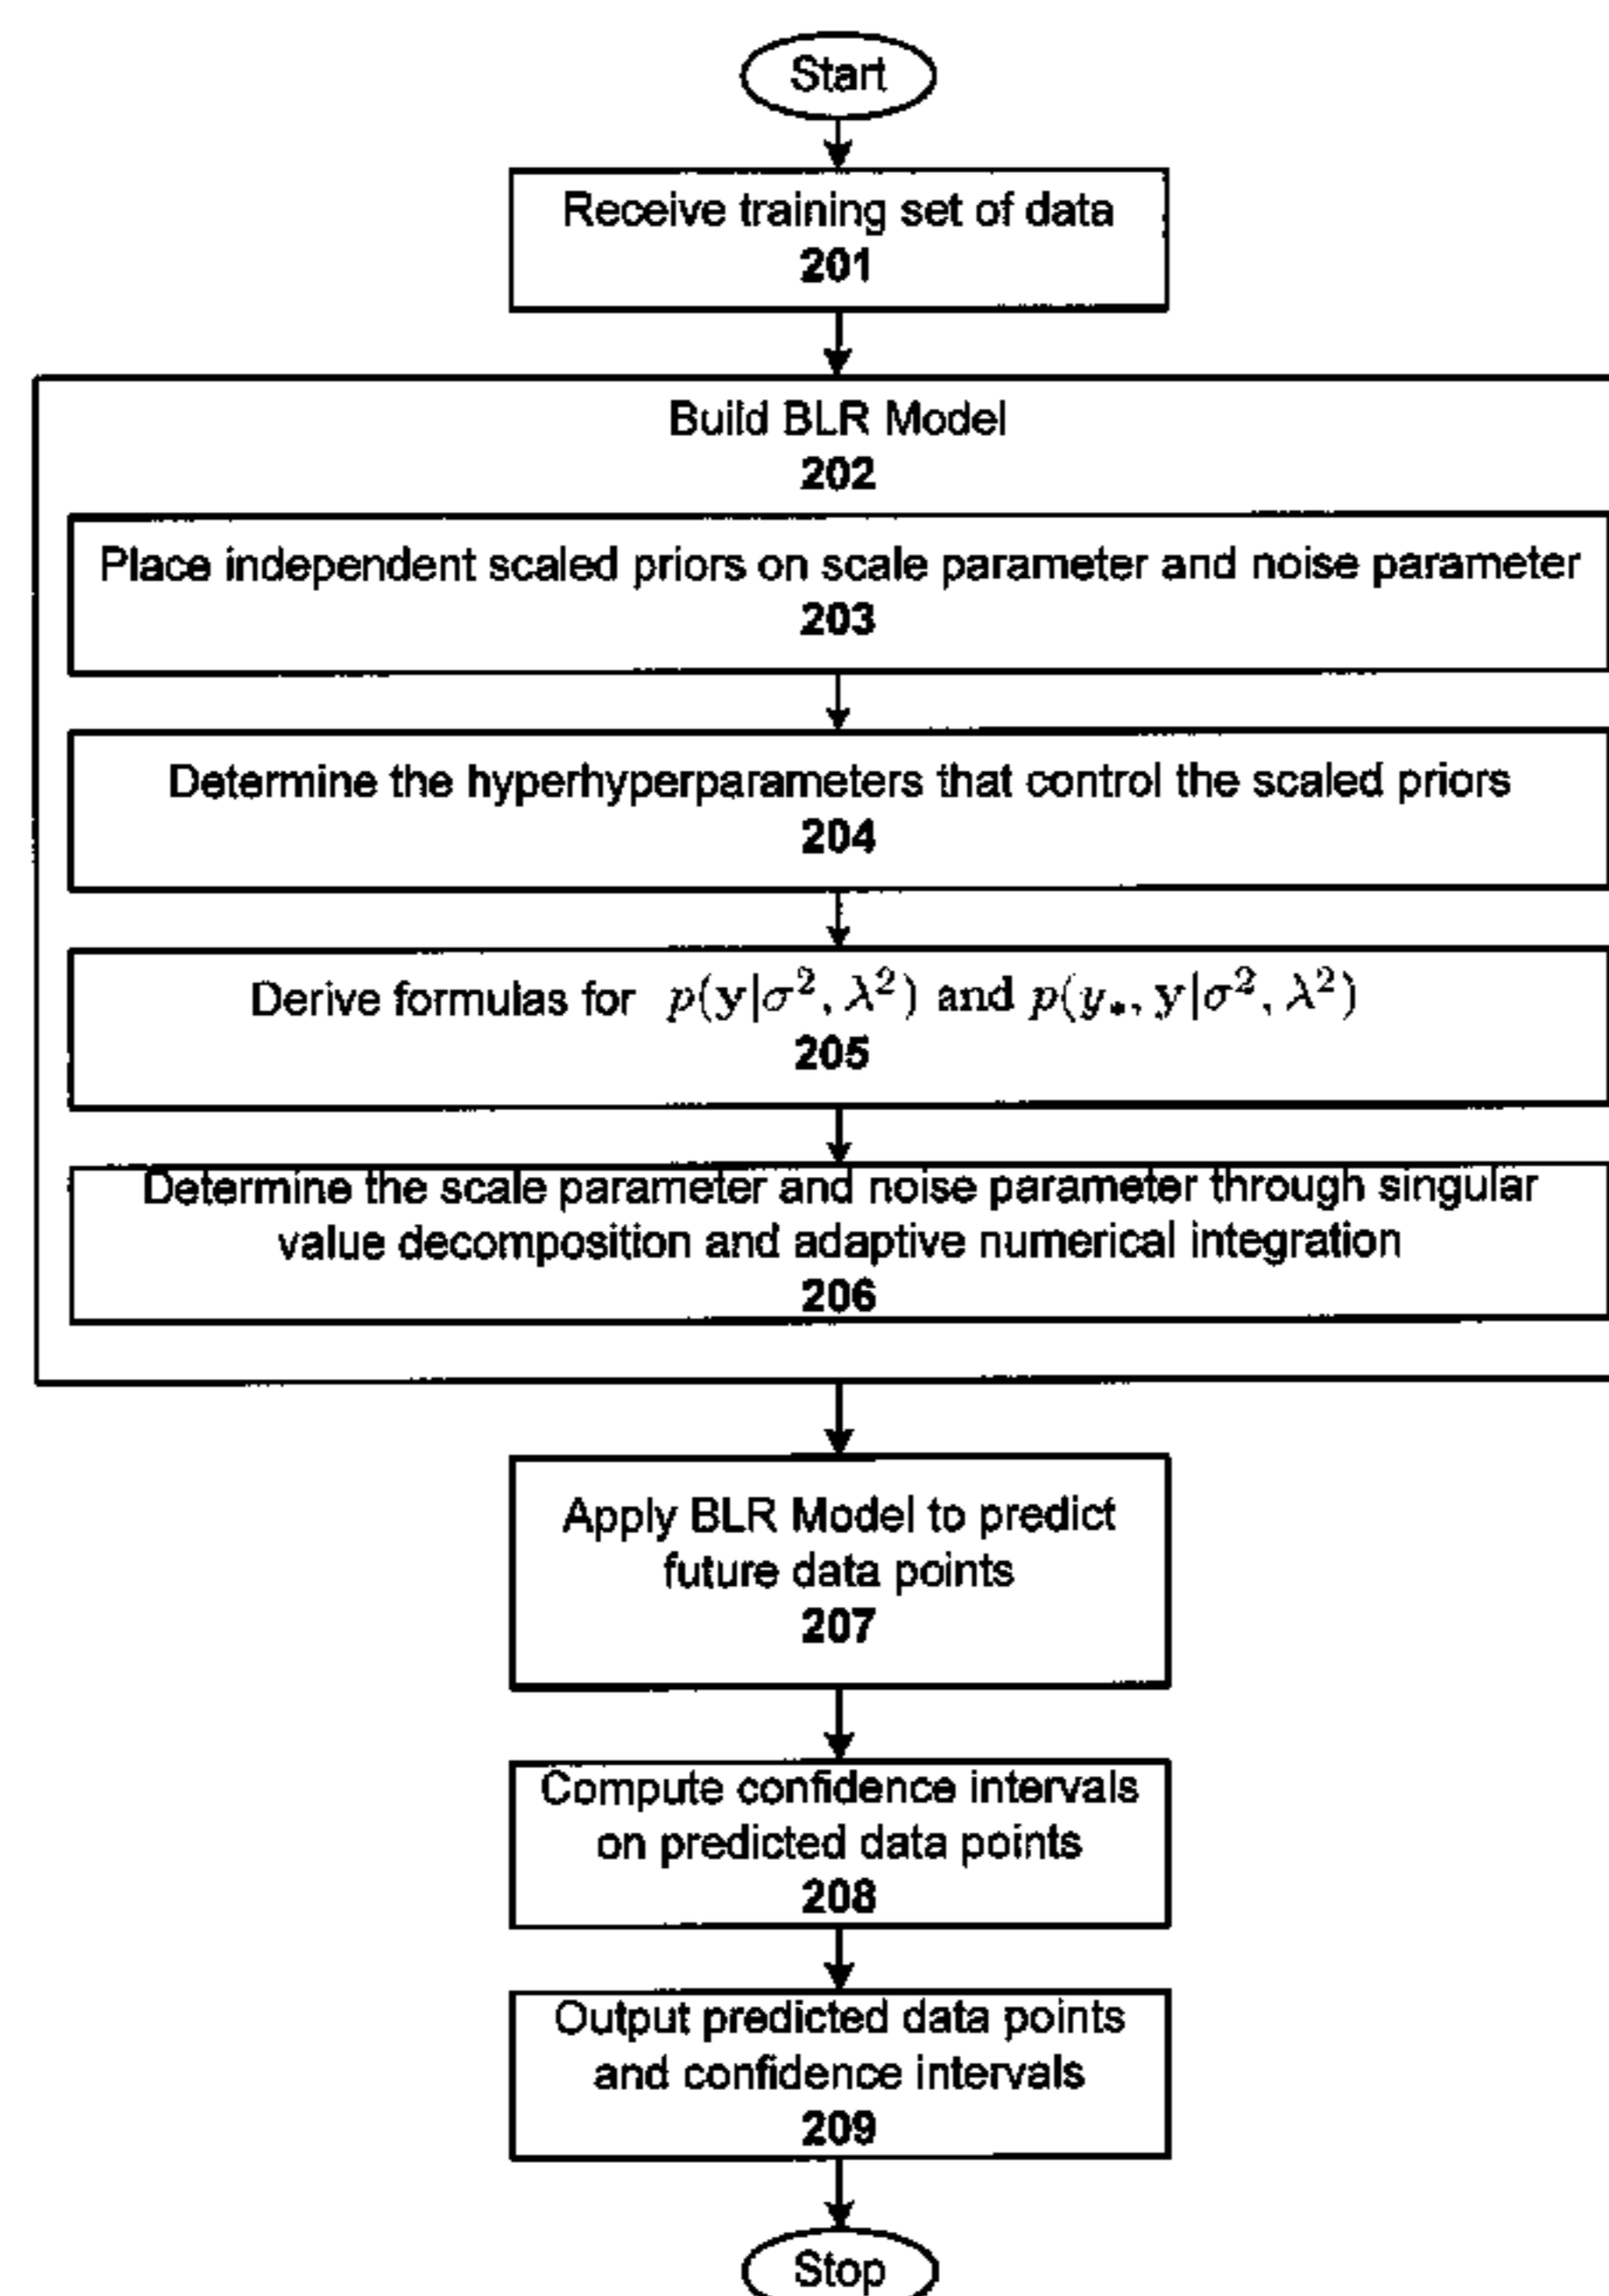 Start
Receive training set of data
201
Build BLR Model
202
Place independent scaled priors on scale parameter and noise parameter
203
Determine the hyperhyperparameters that control the scaled priors
204
Derive formulas for p(y|σ², λ²) and p(y*, y|σ², λ²)
205
Determine the scale parameter and noise parameter through singular
value decomposition and adaptive numerical integration
206
Apply BLR Model to predict
future data points
207
Compute confidence intervals
on predicted data points
208
Output predicted data points
and confidence intervals
209
Stop